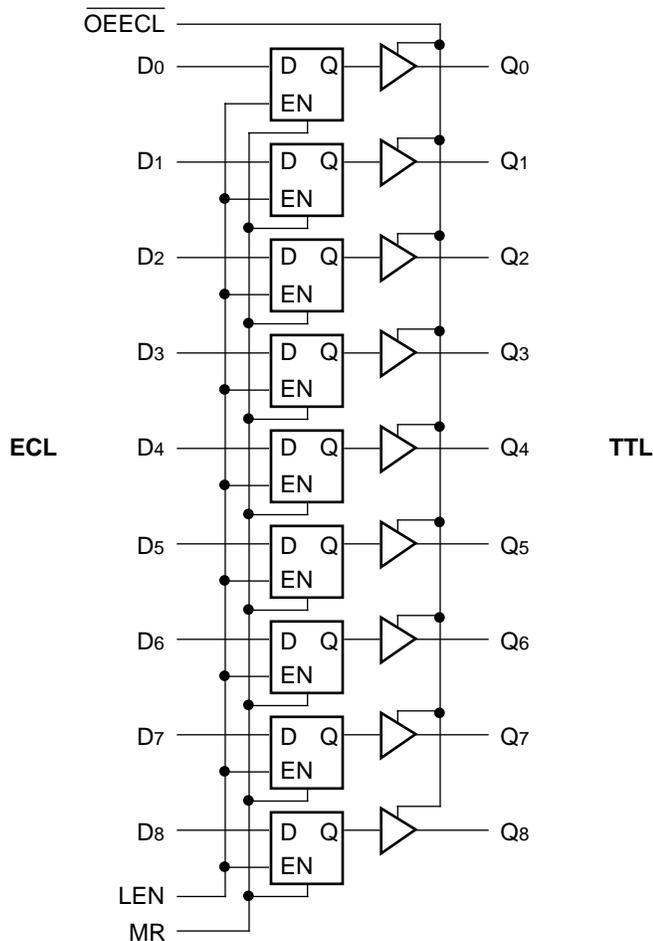 OEECL
D0 D Q Q0
EN
D1 D Q Q1
EN
D2 D Q Q2
EN
D3 D Q Q3
EN
ECL D4 D Q Q4 TTL
EN
D5 D Q Q5
EN
D6 D Q Q6
EN
D7 D Q Q7
EN
D8 D Q Q8
EN
LEN
MR